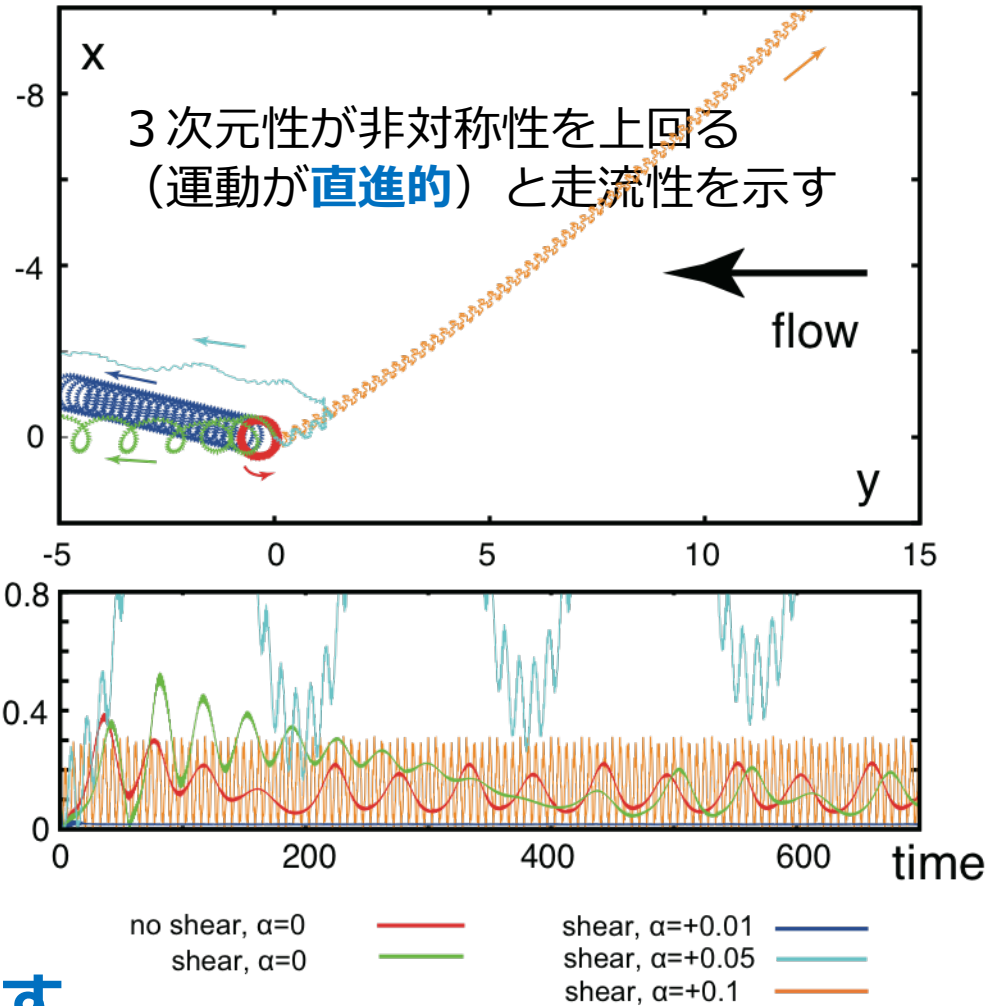 x
-8
３次元性が非対称性を上回る
（運動が直進的）と走流性を示す
-4
flow
0
y
-5 0 5 10 15
0.8
0.4
0
0 200 400 600 time
no shear, α=0
shear, α=0
shear, α=+0.01
shear, α=+0.05
shear, α=+0.1
す